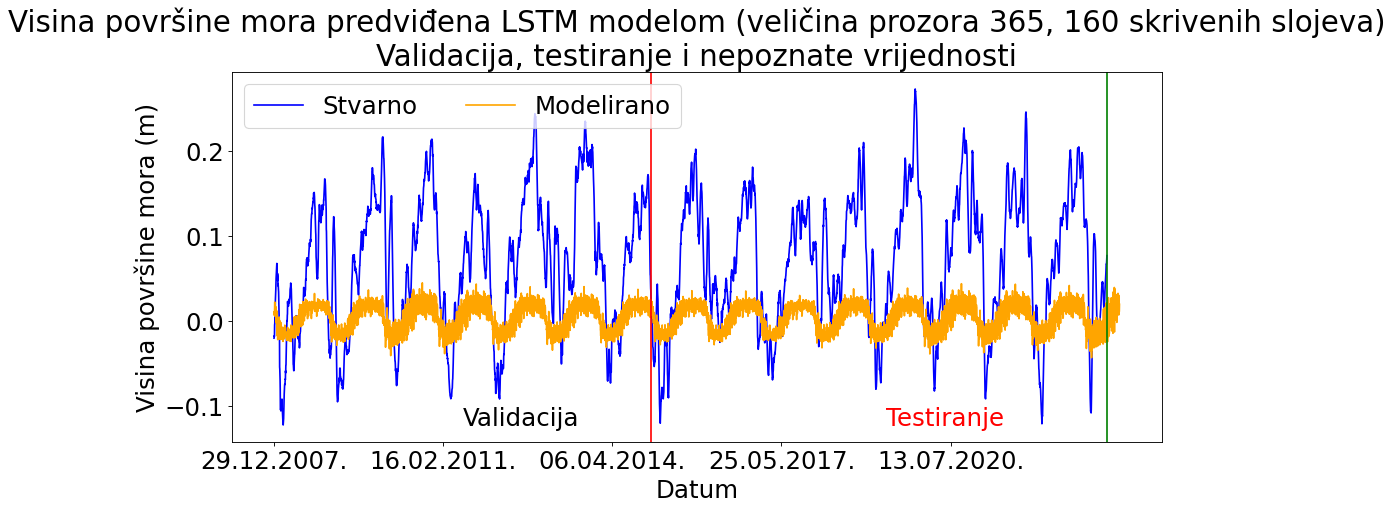 Visina površine mora predviđena LSTM modelom (veličina prozora 365, 160 skrivenih slojeva)
Validacija, testiranje i nepoznate vrijednosti
Stvarno
Modelirano
Visina površine mora (m)
0.2
0.1
0.0
−0.1
Validacija
Testiranje
29.12.2007.
16.02.2011.
06.04.2014.
25.05.2017.
13.07.2020.
Datum